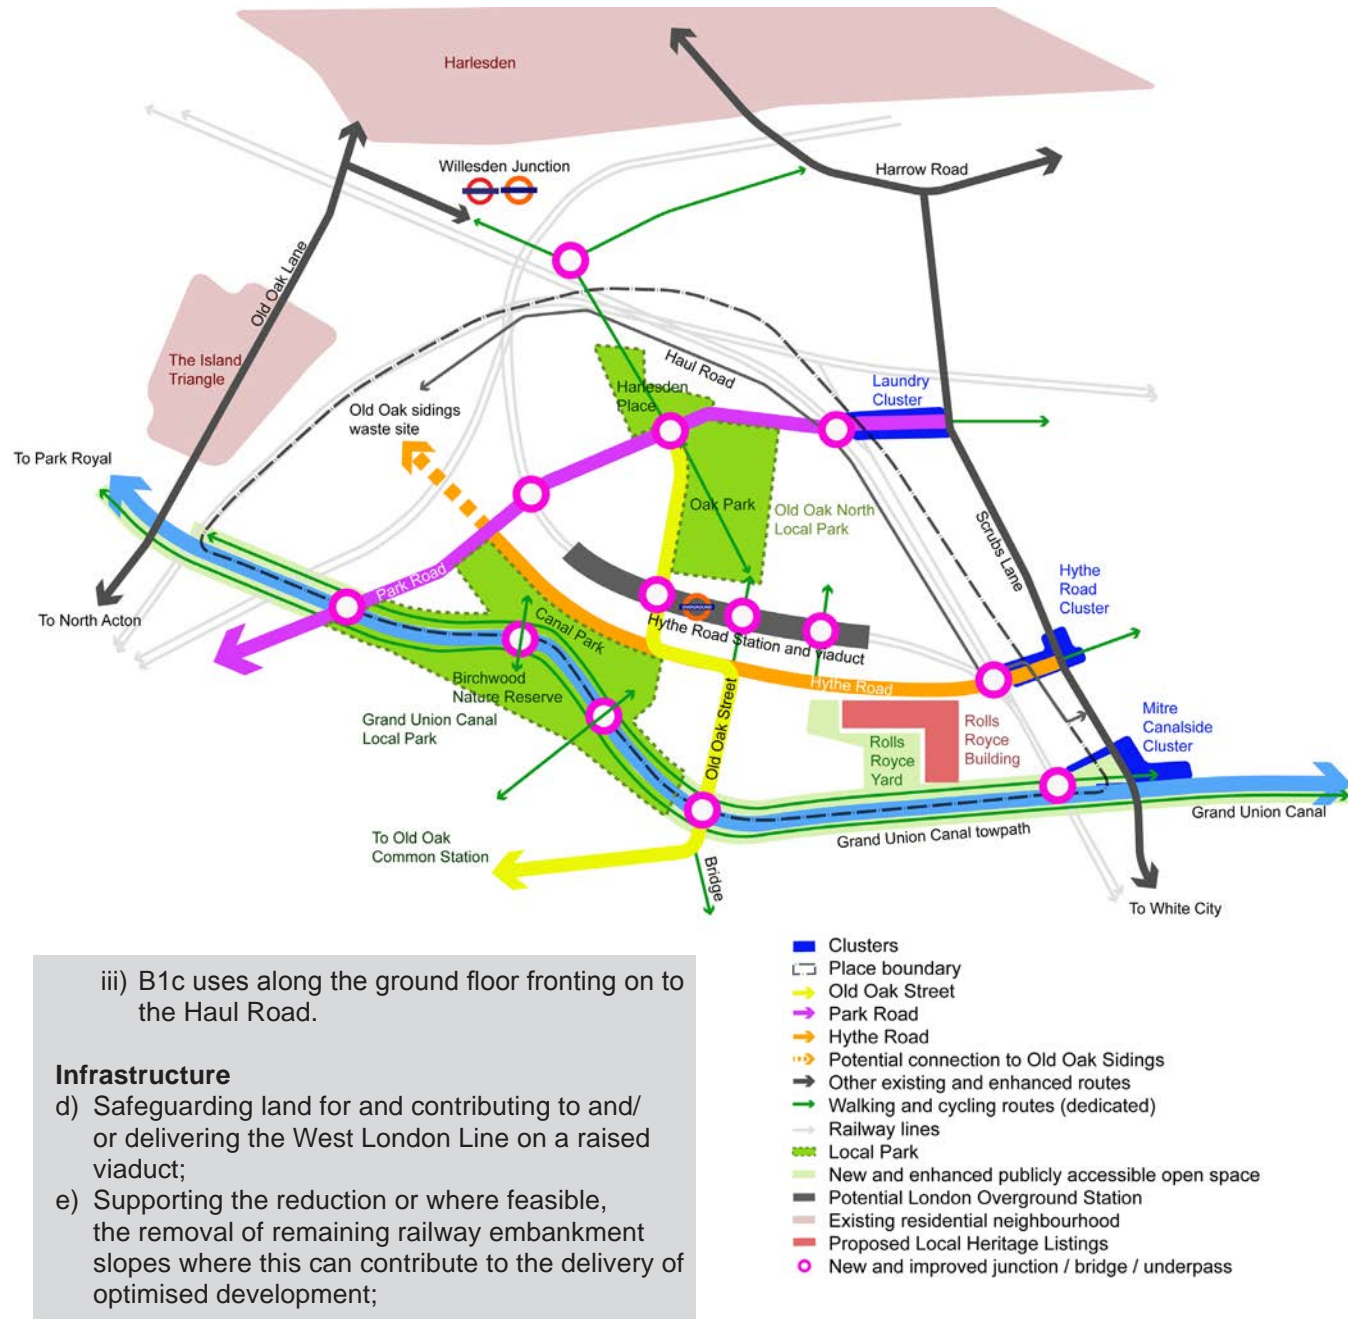 Harlesden
Willesden Junction
Harrow Road
Old Oak Lane
The Island
Triangle
Haul Road
Harlesden
Place
Laundry
Cluster
Old Oak sidings
waste site
To Park Royal
Oak Park
Old Oak North
Local Park
Scrubs Lane
Hythe
Road
Cluster
Park Road
To North Acton
OVERGROUND
Canal Park
Hythe Road Station and viaduct
Birchwood
Nature Reserve
Hythe Road
Grand Union Canal
Local Park
Old Oak Street
Rolls
Royce
Yard
Rolls
Royce
Building
Mitre
Canalside
Cluster
Grand Union Canal
Grand Union Canal towpath
To Old Oak
Common Station
Bridge
To White City
iii) B1c uses along the ground floor fronting on to
the Haul Road.
Infrastructure
d) Safeguarding land for and contributing to and/
or delivering the West London Line on a raised
viaduct;
e) Supporting the reduction or where feasible,
the removal of remaining railway embankment
slopes where this can contribute to the delivery of
optimised development;
Clusters
Place boundary
Old Oak Street
Park Road
Hythe Road
Potential connection to Old Oak Sidings
Other existing and enhanced routes
Walking and cycling routes (dedicated)
Railway lines
Local Park
New and enhanced publicly accessible open space
Potential London Overground Station
Existing residential neighbourhood
Proposed Local Heritage Listings
New and improved junction / bridge / underpass